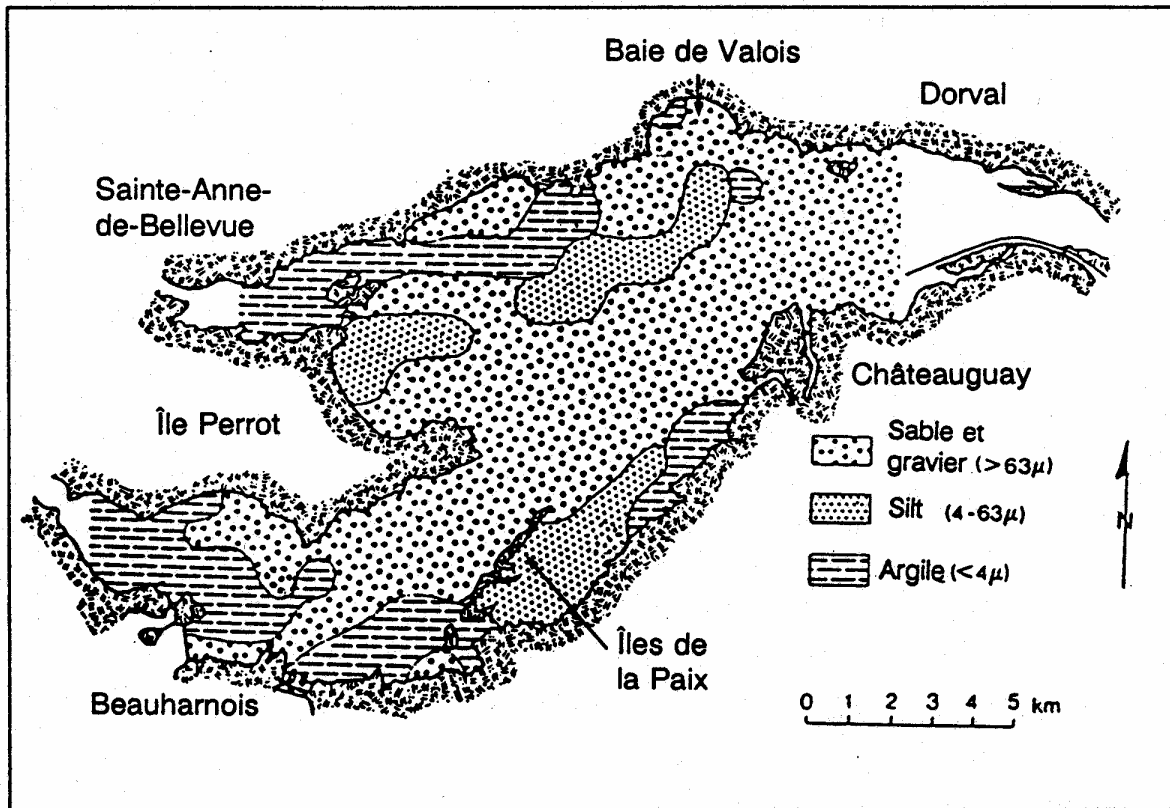 Baie de Valois
Dorval
Sainte-Anne-
de-Bellevue
Châteauguay
Île Perrot
Sable et
gravier (>63µ)
Silt (4-63µ)
N
Argile (<4µ)
Îles de
la Paix
Beauharnois
0 1 2 3 4 5 km